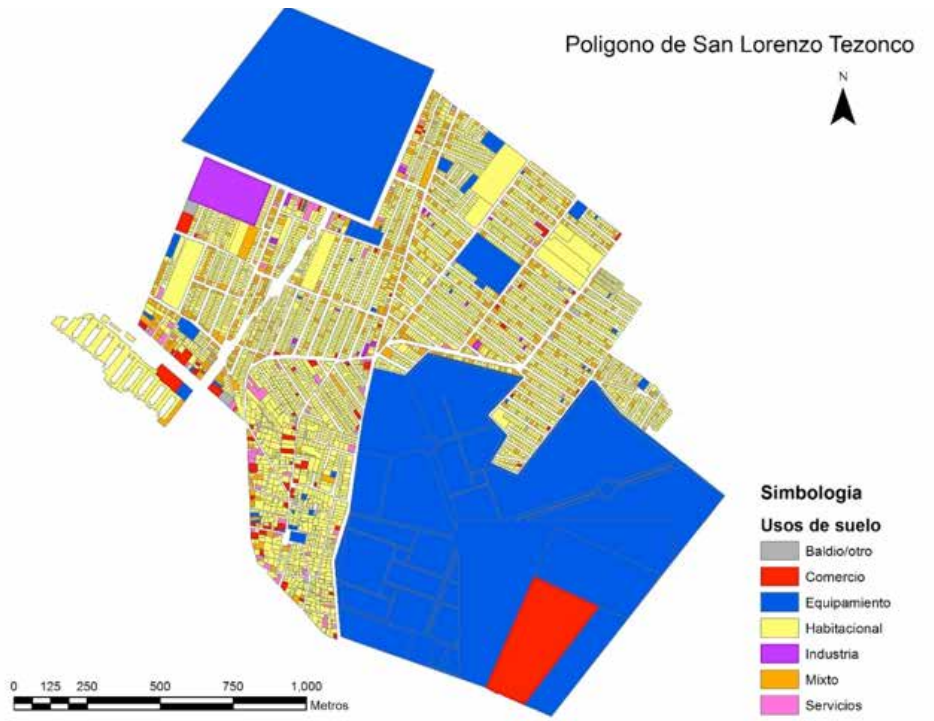 Poligono de San Lorenzo Tezonco
N
Simbologia
Usos de suelo
Baldio/otro
Comercio
Equipamiento
Habitacional
Industria
Mixto
Servicios
0 125 250 500 750 1,000
Metros